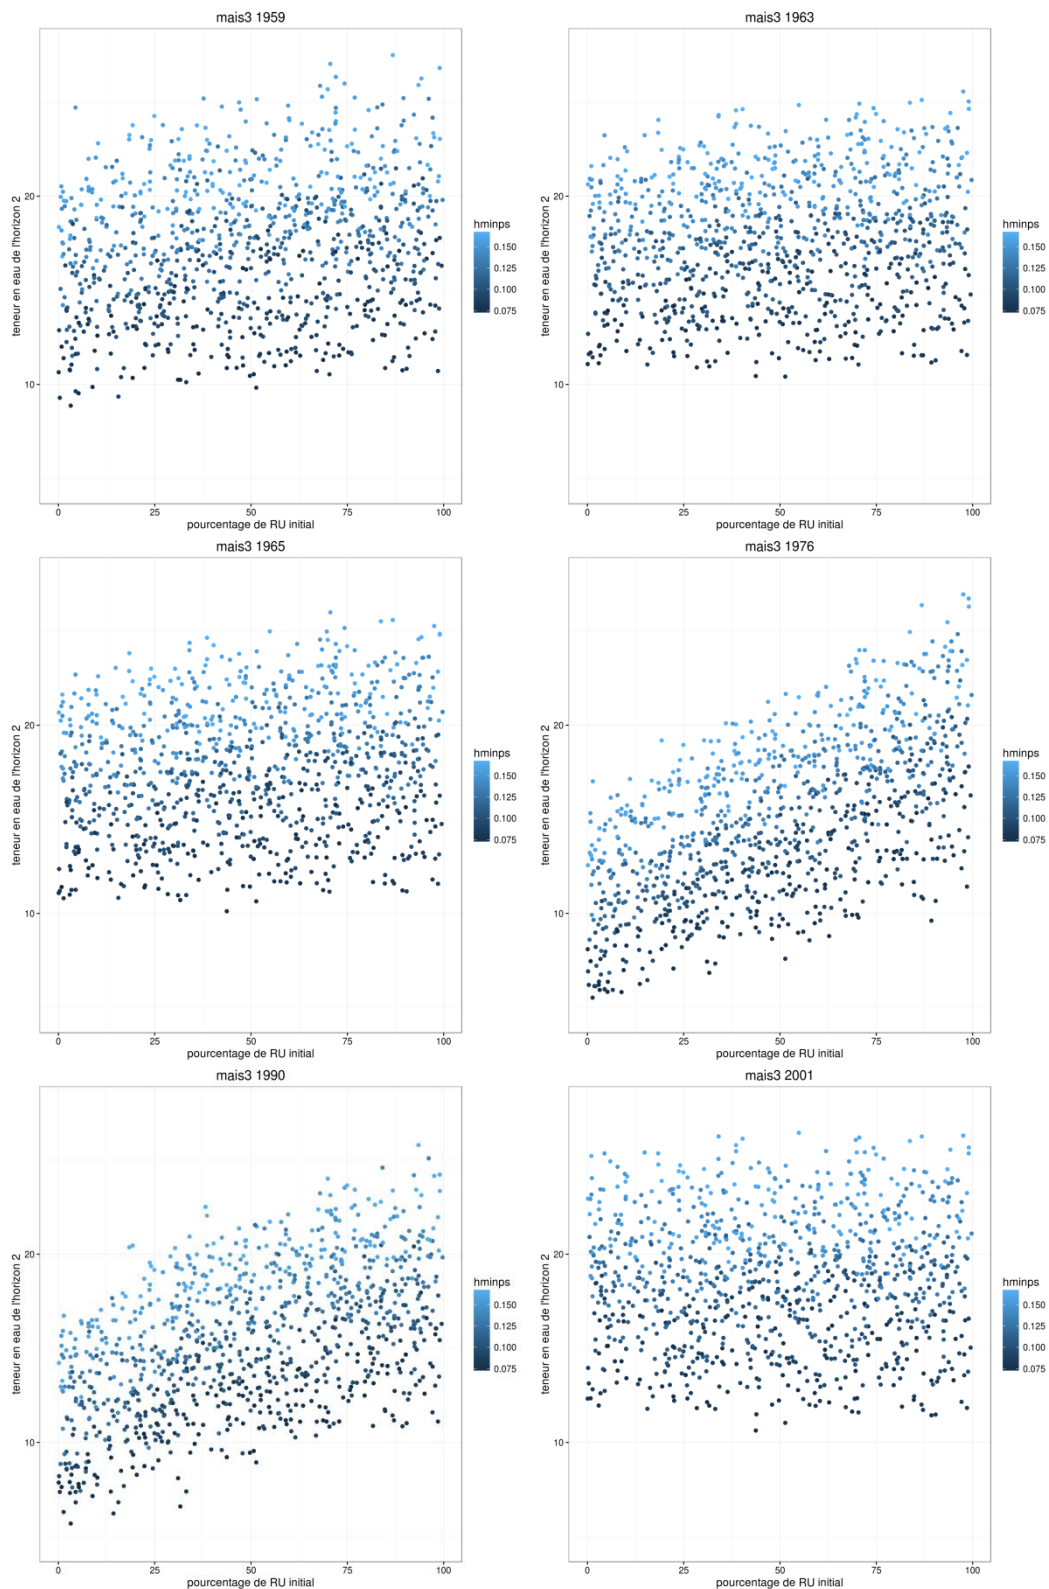 mais3 1959
teneur en eau de l'horizon 2
20
10
0 25 50 75 100
pourcentage de RU initial
hminps
0.150
0.125
0.100
0.075
mais3 1963
teneur en eau de l'horizon 2
20
10
0 25 50 75 100
pourcentage de RU initial
hminps
0.150
0.125
0.100
0.075
mais3 1965
teneur en eau de l'horizon 2
20
10
0 25 50 75 100
pourcentage de RU initial
hminps
0.150
0.125
0.100
0.075
mais3 1976
teneur en eau de l'horizon 2
20
10
0 25 50 75 100
pourcentage de RU initial
hminps
0.150
0.125
0.100
0.075
mais3 1990
teneur en eau de l'horizon 2
20
10
0 25 50 75 100
pourcentage de RU initial
hminps
0.150
0.125
0.100
0.075
mais3 2001
teneur en eau de l'horizon 2
20
10
0 25 50 75 100
pourcentage de RU initial
hminps
0.150
0.125
0.100
0.075